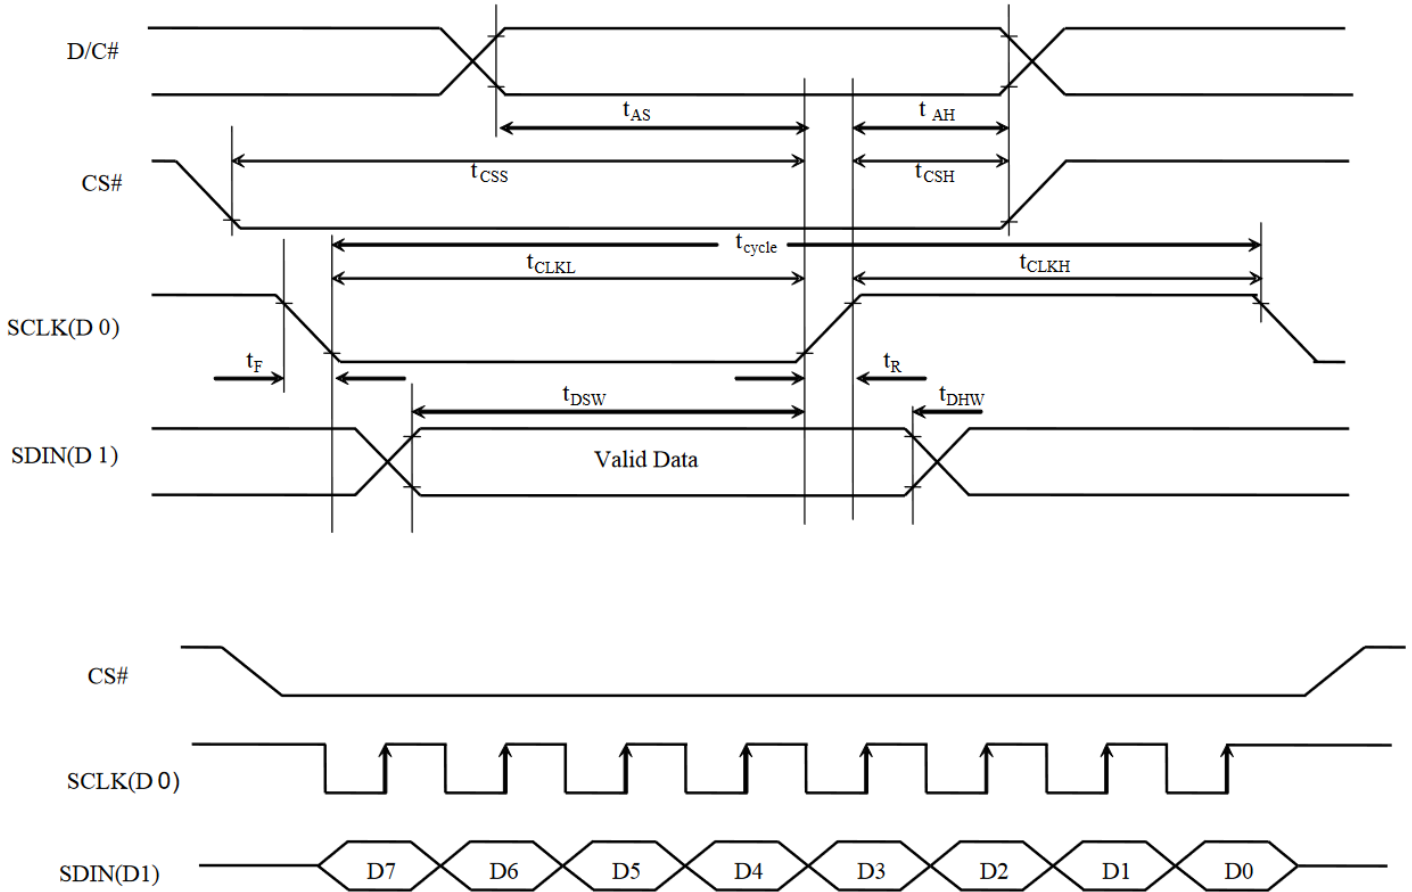 D/C#
tAS
t AH
CS#
tCSS
tCSH
tcycle
tCLKL
tCLKH
SCLK(D 0)
tF
tR
tDSW
tDHW
SDIN(D 1)
Valid Data
CS#
SCLK(D 0)
SDIN(D1)
D7 D6 D5 D4 D3 D2 D1 D0